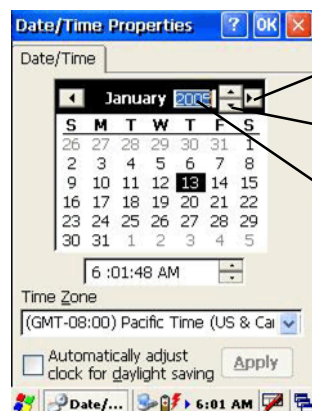 Date/Time Properties ? OK
Date/Time
January 2005
S M T W T F S
26 27 28 29 30 31 1
2 3 4 5 6 7 8
9 10 11 12 13 14 15
16 17 18 19 20 21 22
23 24 25 26 27 28 29
30 31 1 2 3 4 5
6 :01:48 AM
Time Zone
(GMT-08:00) Pacific Time (US & Ca
Automatically adjust
clock for daylight saving
Apply
Date/... 6:01 AM